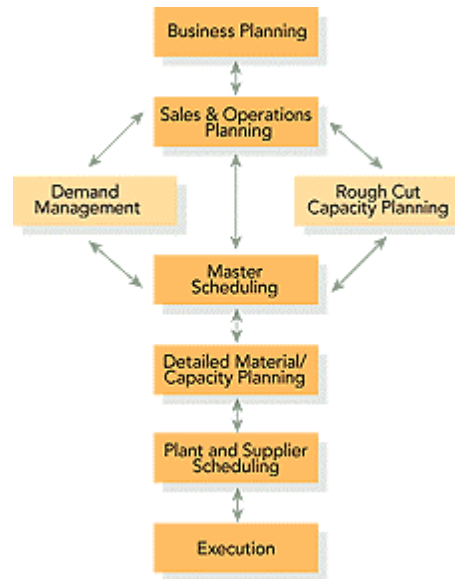 Business Planning
Sales & Operations
Planning
Demand
Management
Rough Cut
Capacity Planning
Master
Scheduling
Detailed Material/
Capacity Planning
Plant and Supplier
Scheduling
Execution